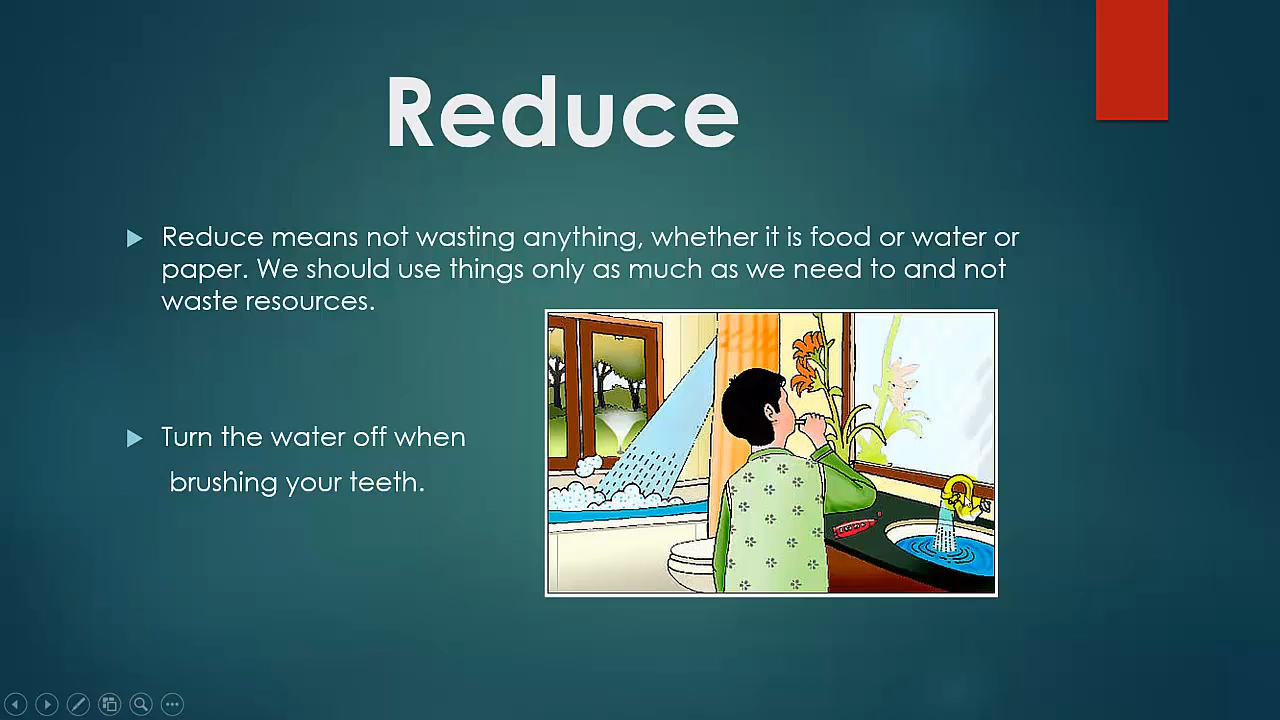 Reduce
Reduce means not wasting anything, whether it is food or water or
paper. We should use things only as much as we need to and not
waste resources.
Turn the water off when
brushing your teeth.